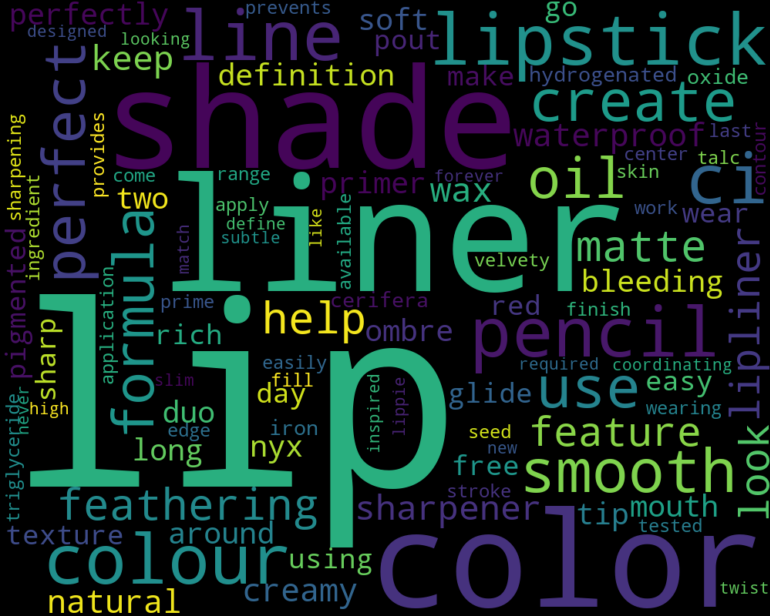 perfectly
prevents
go
designed
looking
line
soft
pout
lipstick
keep
definition
make
hydrogenated
oxide
perfect
shade
create
waterproof
last
contour
sharpening
provides
come
range
primer
forever
center
talc
ci
ingredient
two
apply
define
subtle
like
available
wax
oil
skin
work
wear
formula
match
liner
velvety
matte
bleeding
pigmented
application
prime
cerifera
help
ombre
red
finish
lipliner
sharp
rich
pencil
slim
easily
fill
day
inspired
lippie
required
coordinating
glide
use
easy
wearing
triglyceride
never
high
lip
duo
edge
iron
long
nyx
seed
new
feature
look
free
smooth
feathering
stroke
sharpener
tip
mouth
tested
texture
around
colour
using
creamy
color
twist
natural